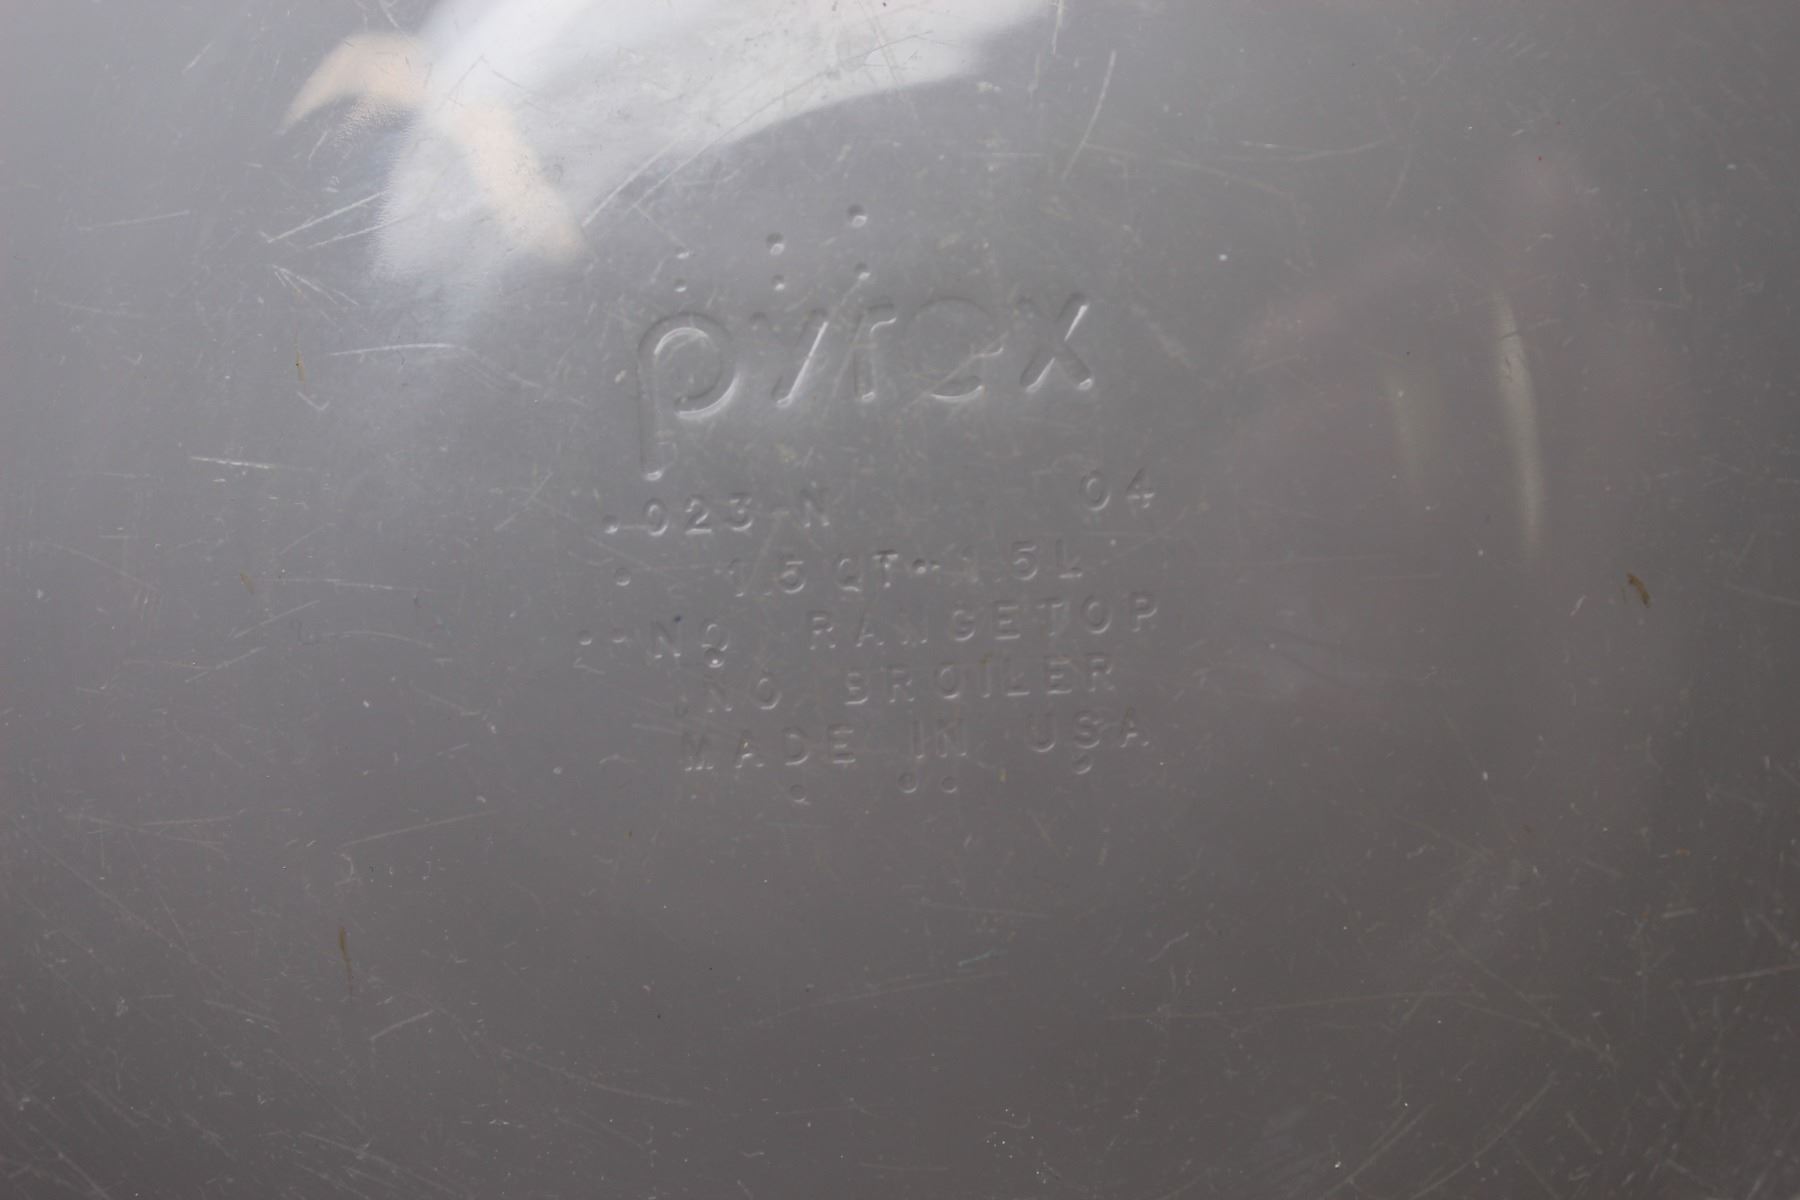 pyrex
023-N 04
1.5 QT • 1.5 L
NO RANGETOP
NO BROILER
MADE IN USA